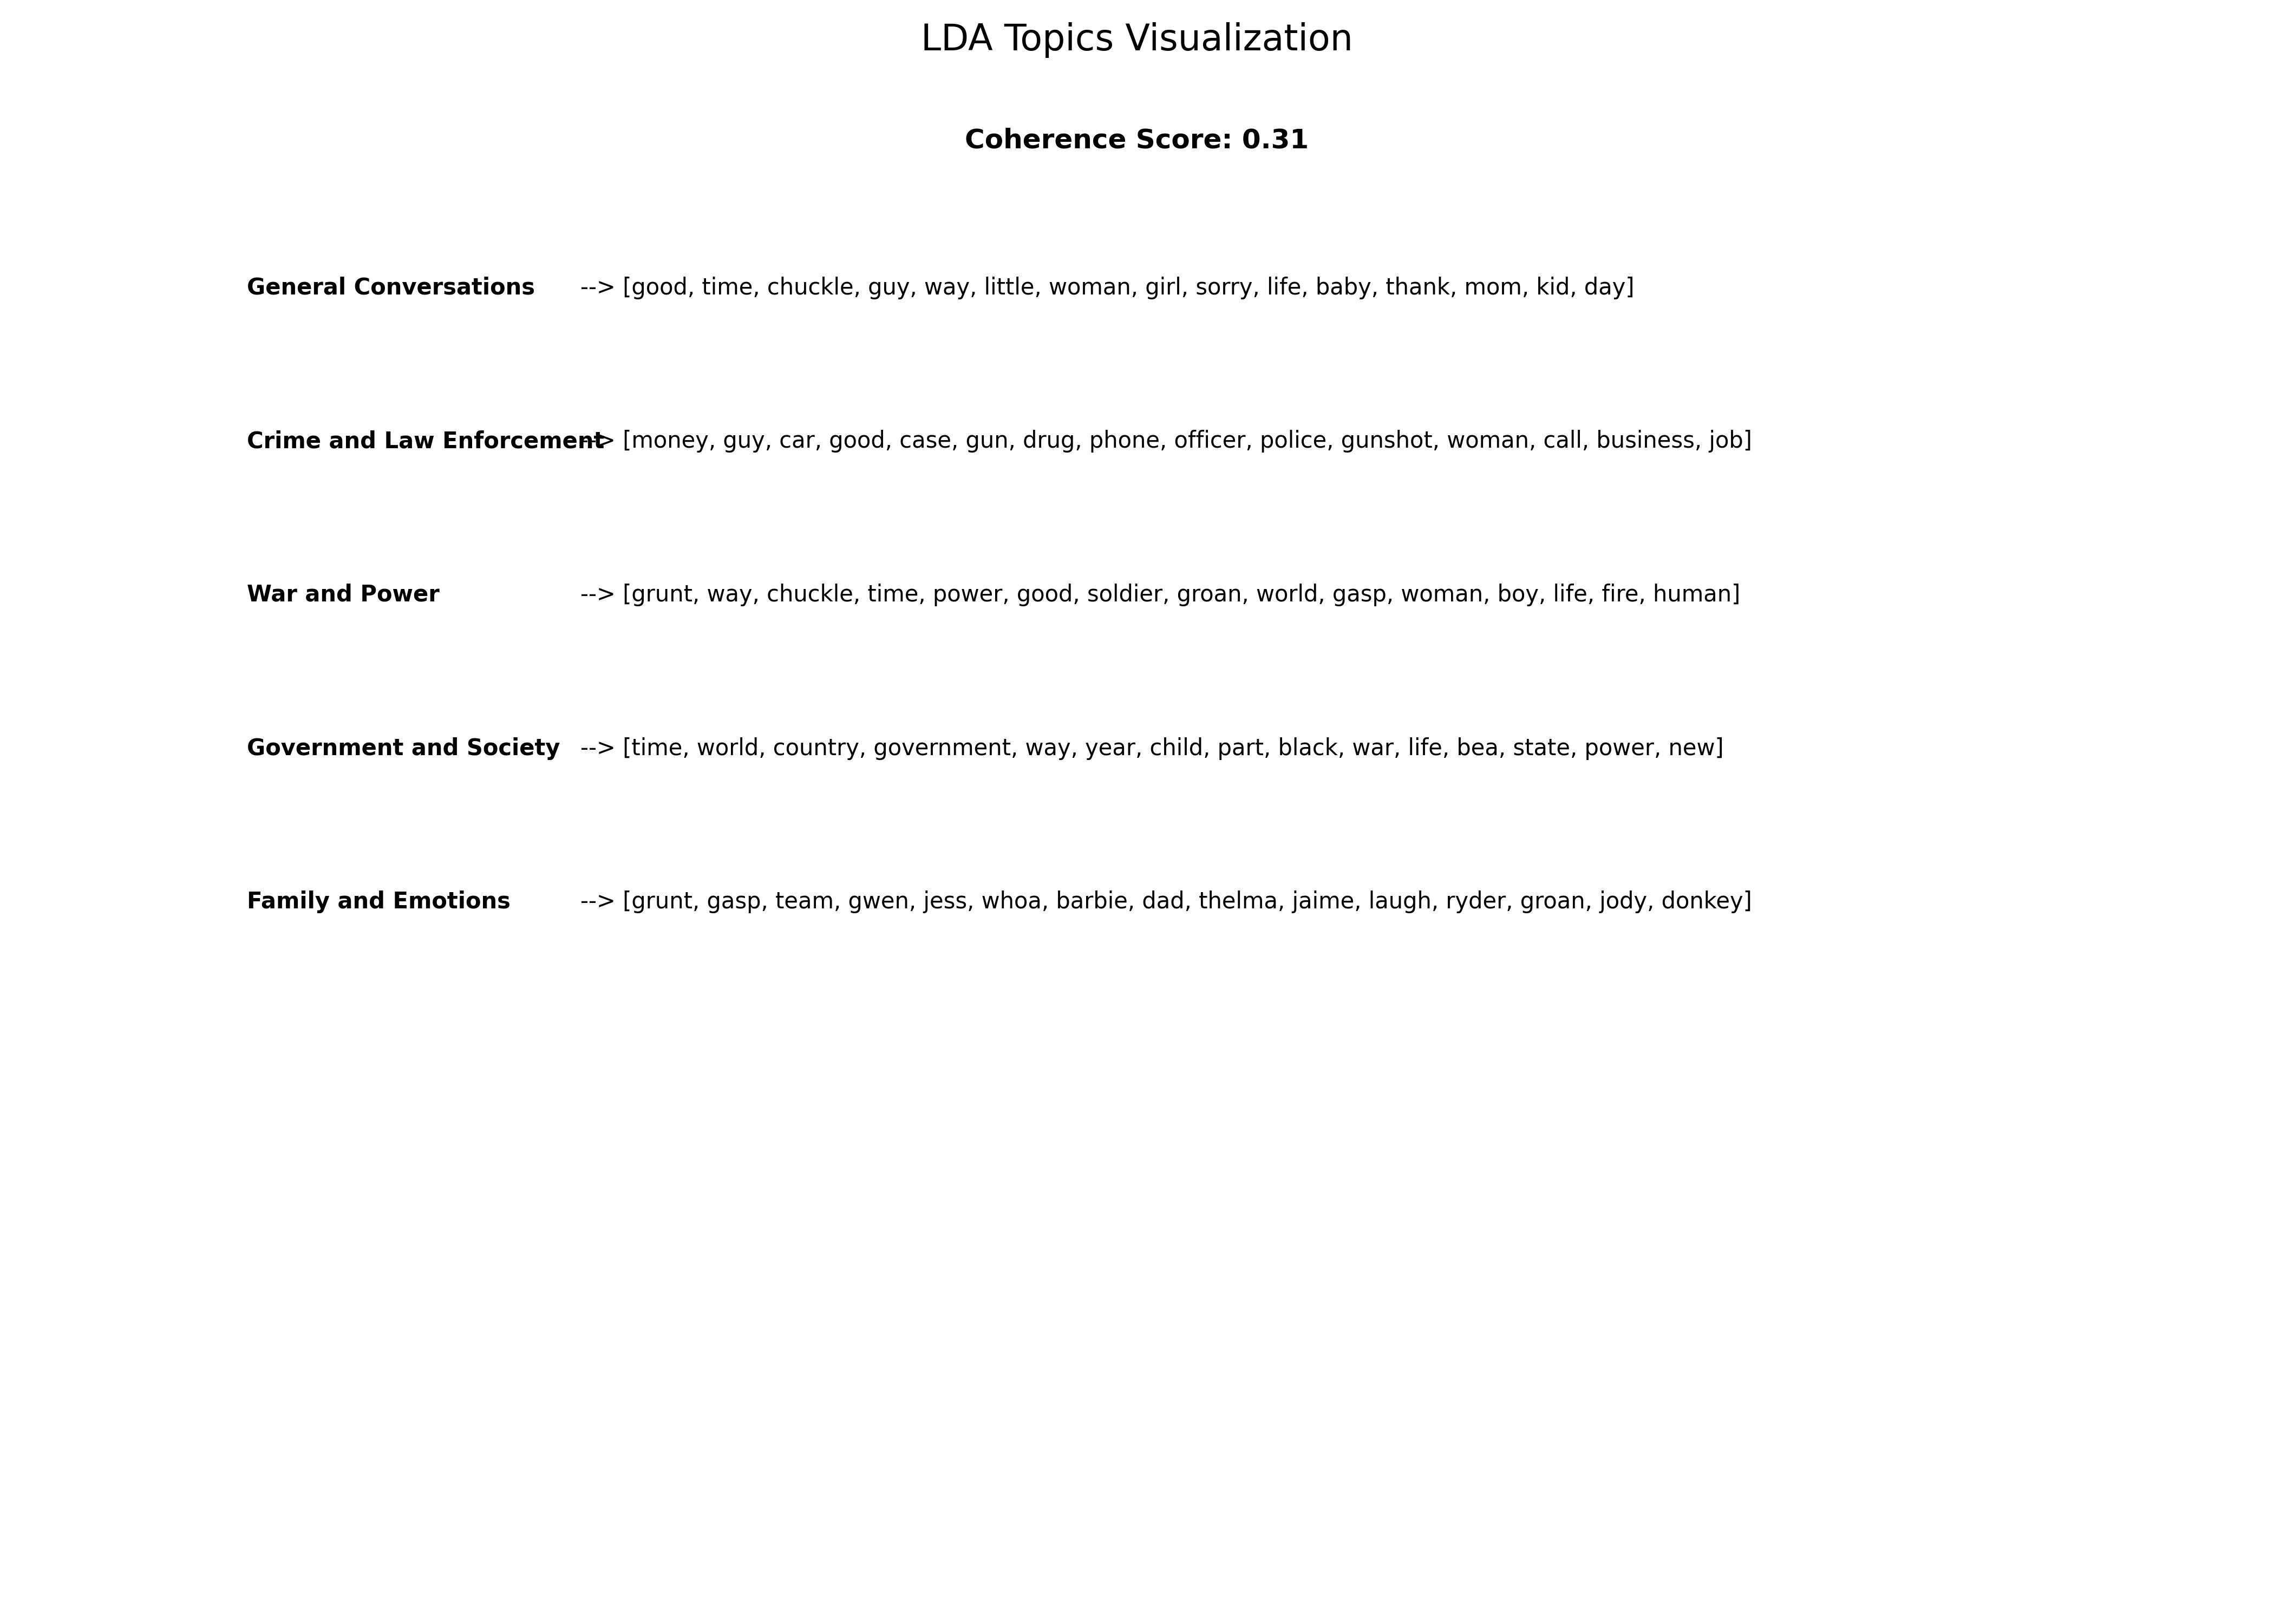 LDA Topics Visualization
Coherence Score: 0.31
General Conversations --> [good, time, chuckle, guy, way, little, woman, girl, sorry, life, baby, thank, mom, kid, day]
Crime and Law Enforcement --> [money, guy, car, good, case, gun, drug, phone, officer, police, gunshot, woman, call, business, job]
War and Power --> [grunt, way, chuckle, time, power, good, soldier, groan, world, gasp, woman, boy, life, fire, human]
Government and Society --> [time, world, country, government, way, year, child, part, black, war, life, bea, state, power, new]
Family and Emotions --> [grunt, gasp, team, gwen, jess, whoa, barbie, dad, thelma, jaime, laugh, ryder, groan, jody, donkey]